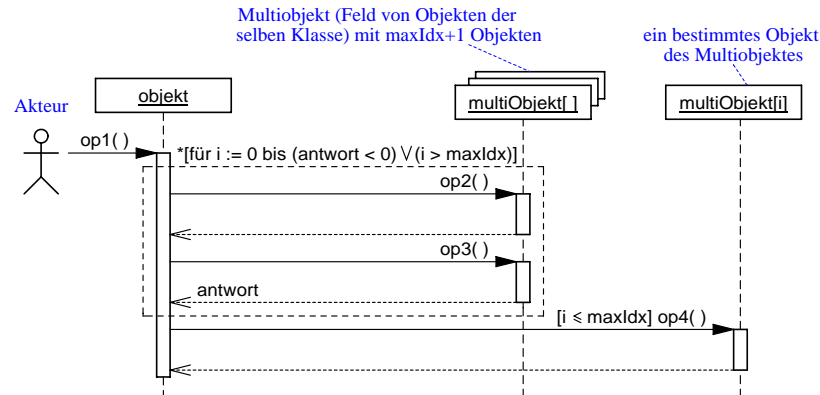 Multiobjekt (Feld von Objekten der
selben Klasse) mit maxIdx+1 Objekten
ein bestimmtes Objekt
des Multiobjektes
Akteur
objekt
multiObjekt[ ]
multiObjekt[i]
op1( )
*[für i := 0 bis (antwort < 0) ∨ (i > maxIdx)]
op2( )
op3( )
antwort
[i ⩽ maxIdx] op4( )